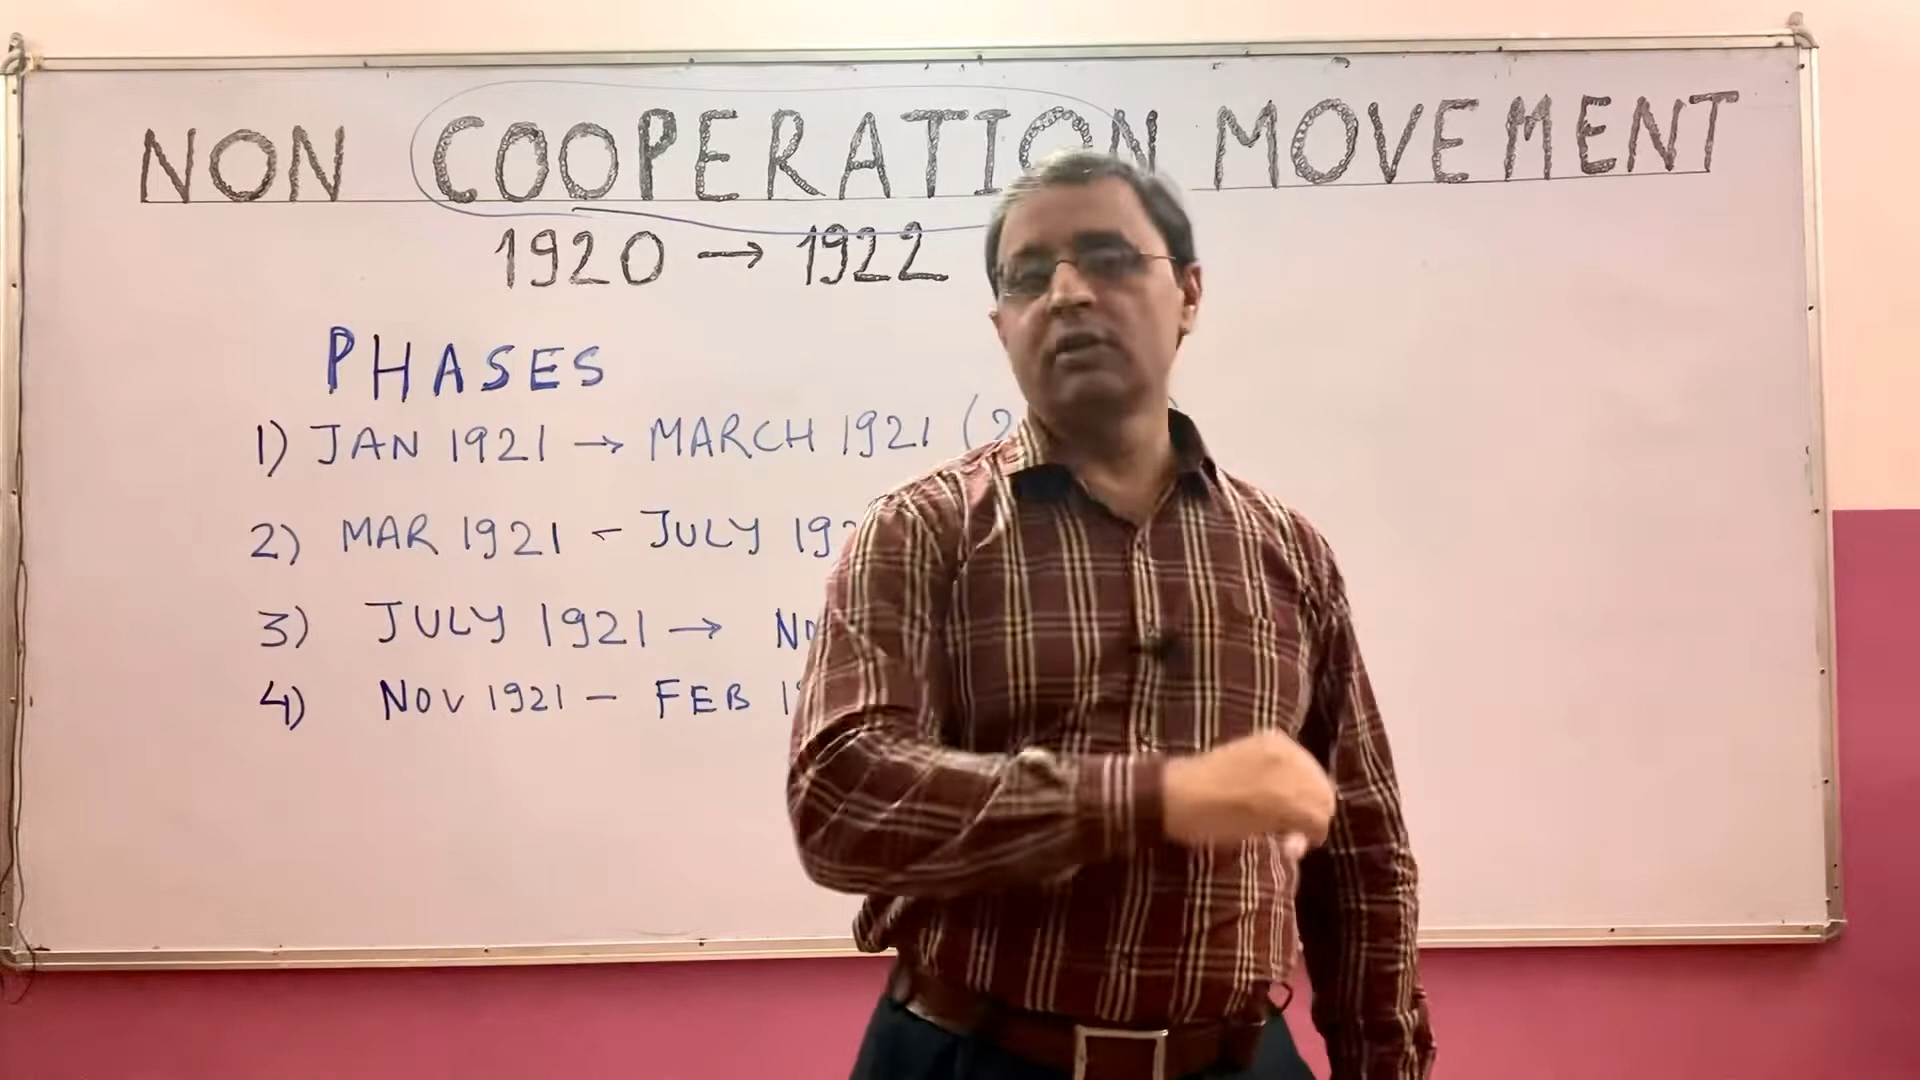 NON COOPERATION MOVEMENT
1920 → 1922
PHASES
1) JAN 1921 → MARCH 1921
2) MAR 1921 - JULY
3) JULY 1921 →
4) NOV 1921 - FEB